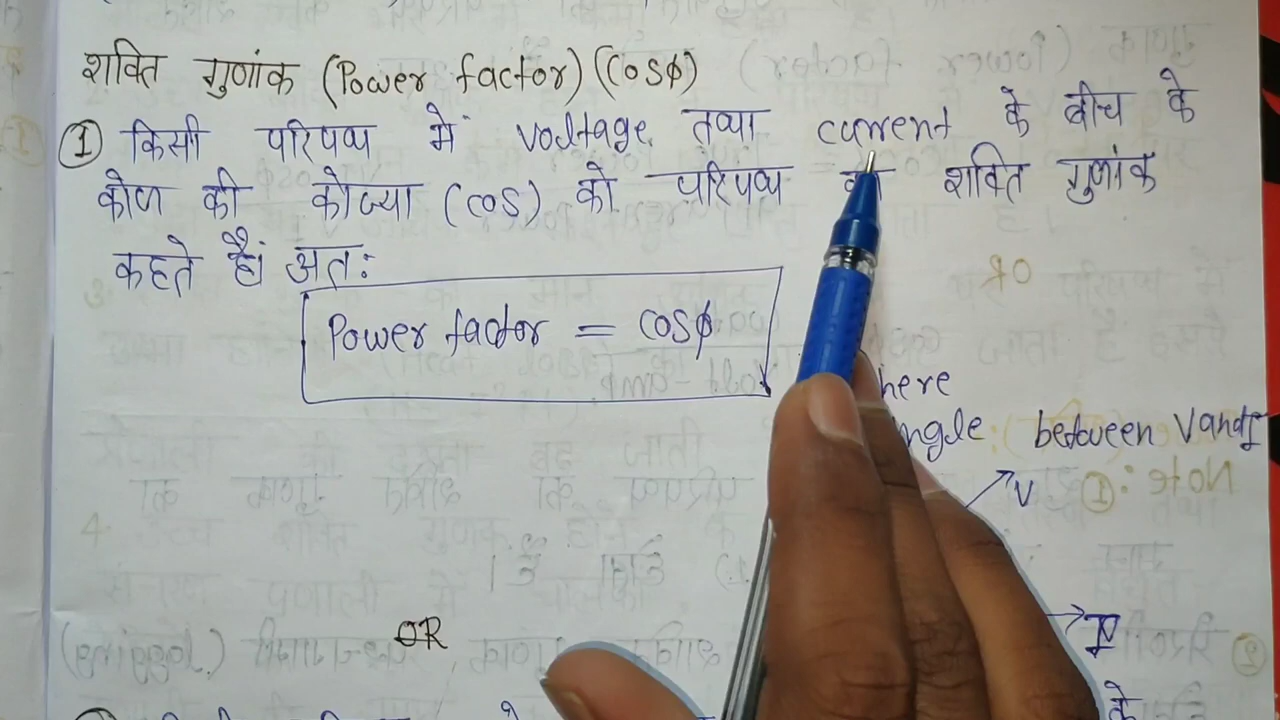 शक्ति गुणांक (Power factor) (cosϕ)
① किसी परिपथ में voltage तथा current के बीच के
कोण की कोज्या (cos) को परिपथ का शक्ति गुणांक
कहते हैं। अतः
Power factor = cosϕ
here
ngle between V and I
V
I
OR
के